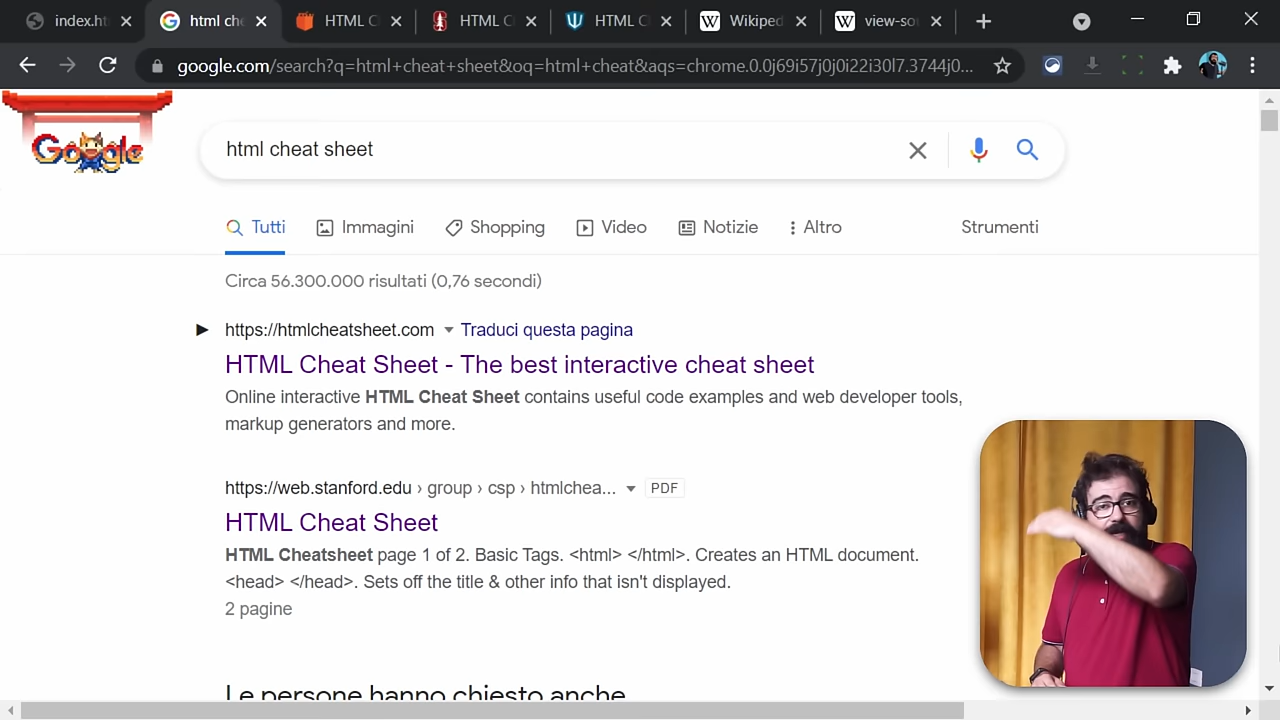 index.ht
html che
HTML C
HTML C
HTML C
Wikiped
view-sou
google.com/search?q=html+cheat+sheet&oq=html+cheat&aqs=chrome.0.0j69i57j0j0i22i30l7.3744j0...
Google
html cheat sheet
Tutti
Immagini
Shopping
Video
Notizie
Altro
Strumenti
Circa 56.300.000 risultati (0,76 secondi)
https://htmlcheatsheet.com Traduci questa pagina
HTML Cheat Sheet - The best interactive cheat sheet
Online interactive HTML Cheat Sheet contains useful code examples and web developer tools,
markup generators and more.
https://web.stanford.edu › group › csp › htmlchea... PDF
HTML Cheat Sheet
HTML Cheatsheet page 1 of 2. Basic Tags. <html> </html>. Creates an HTML document.
<head> </head>. Sets off the title & other info that isn't displayed.
2 pagine
Le persone hanno chiesto anche